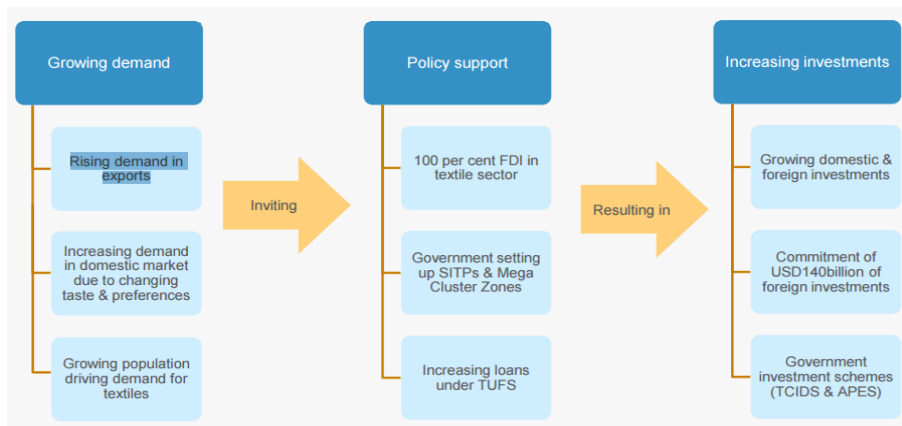 Growing demand
Rising demand in
exports
Increasing demand
in domestic market
due to changing
taste & preferences
Growing population
driving demand for
textiles
Inviting
Policy support
100 per cent FDI in
textile sector
Government setting
up SITPs & Mega
Cluster Zones
Increasing loans
under TUFS
Resulting in
Increasing investments
Growing domestic &
foreign investments
Commitment of
USD140billion of
foreign investments
Government
investment schemes
(TCIDS & APES)